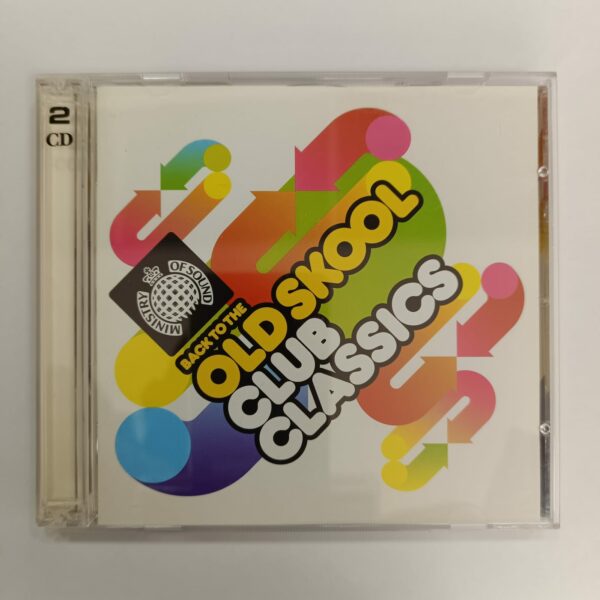 2
CD
MINISTRY
OF SOUND
BACK TO THE
OLD SKOOL
CLUB
CLASSICS